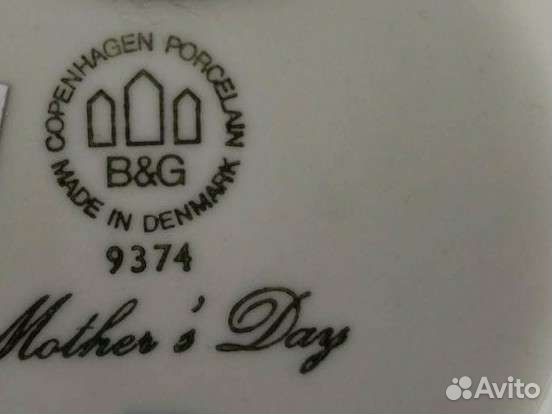 COPENHAGEN PORCELAIN
B&G
MADE IN DENMARK
9374
Mother's Day
Avito